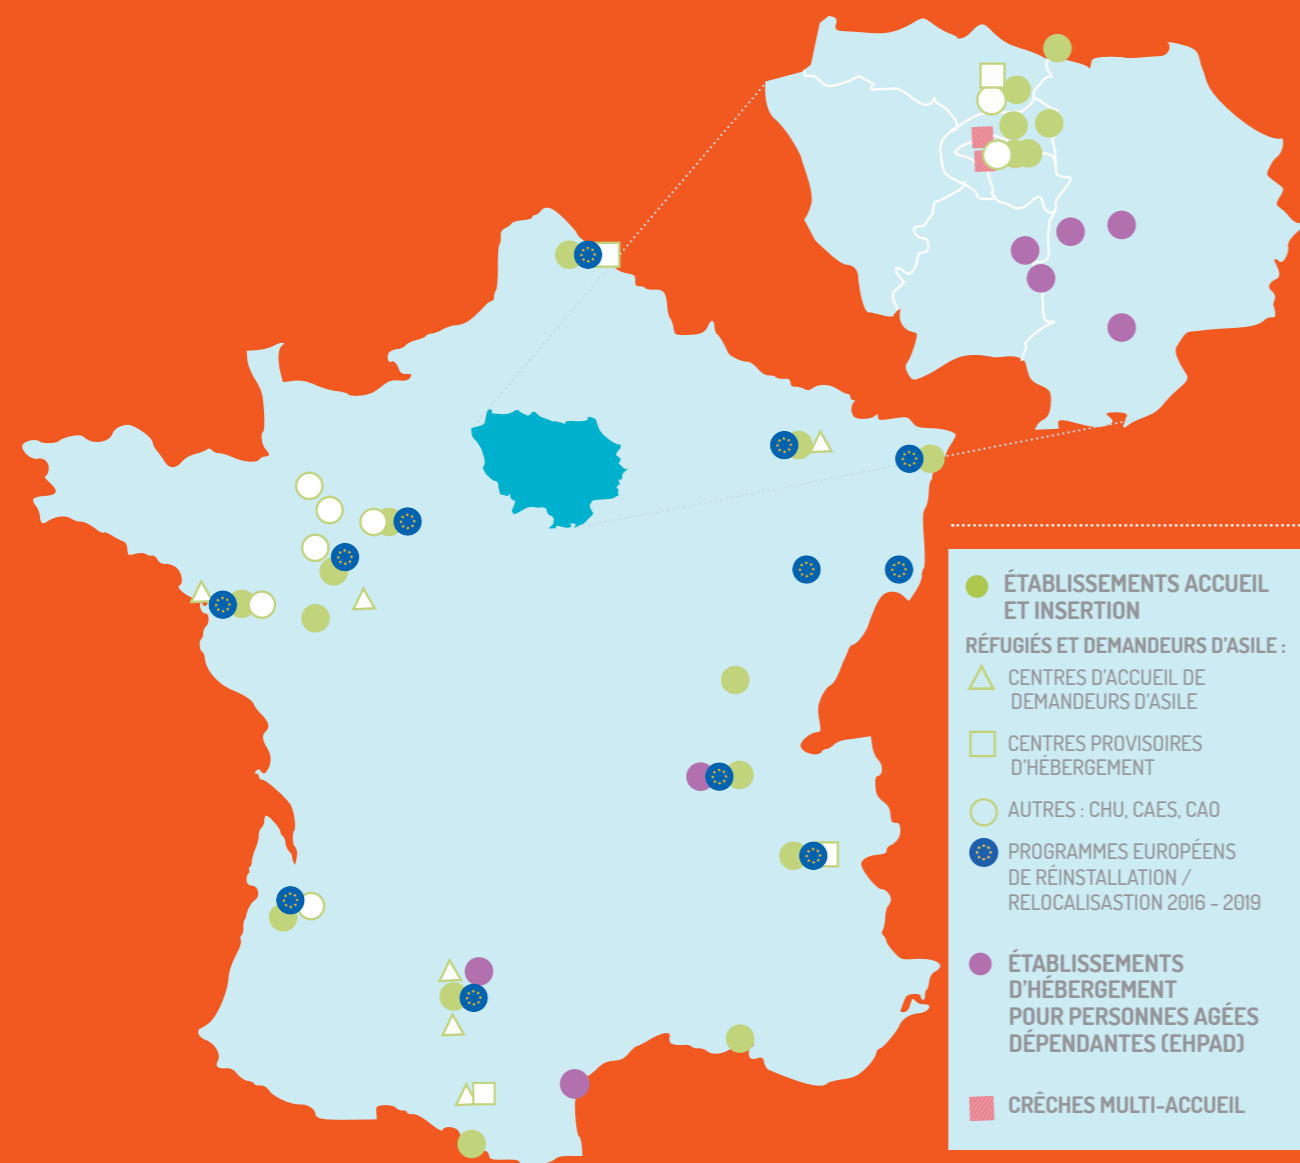 ÉTABLISSEMENTS ACCUEIL
ET INSERTION
RÉFUGIÉS ET DEMANDEURS D'ASILE :
CENTRES D'ACCUEIL DE
DEMANDEURS D'ASILE
CENTRES PROVISOIRES
D'HÉBERGEMENT
AUTRES : CHU, CAES, CAO
PROGRAMMES EUROPÉENS
DE RÉINSTALLATION /
RELOCALISASTION 2016 - 2019
ÉTABLISSEMENTS
D'HÉBERGEMENT
POUR PERSONNES AGÉES
DÉPENDANTES (EHPAD)
CRÊCHES MULTI-ACCUEIL